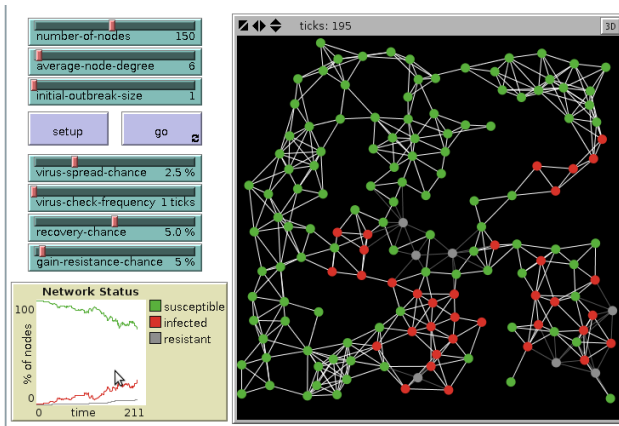 number-of-nodes 150
average-node-degree 6
initial-outbreak-size 1
setup go
virus-spread-chance 2.5 %
virus-check-frequency 1 ticks
recovery-chance 5.0 %
gain-resistance-chance 5 %
Network Status
100
0
% of nodes
0 time 211
susceptible
infected
resistant
ticks: 195
3D